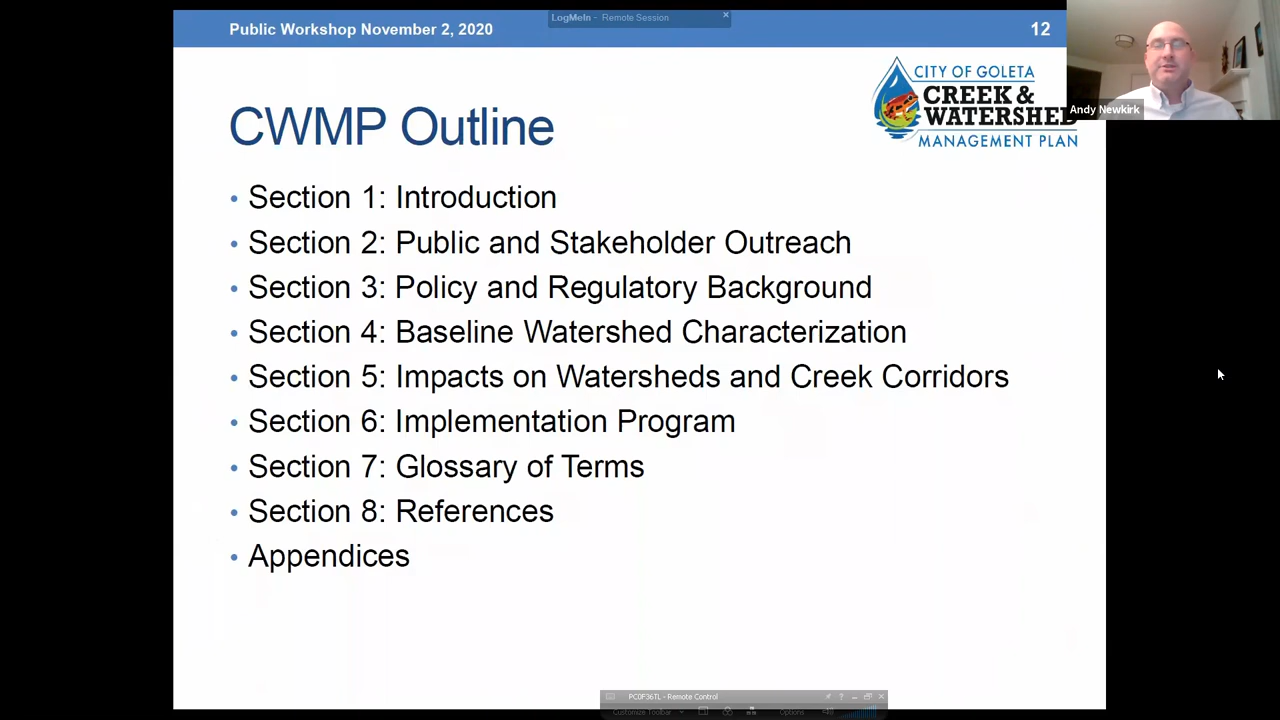 LogMeIn - Remote Session
Public Workshop November 2, 2020
12
CITY OF GOLETA
CREEK &
WATERSHED
MANAGEMENT PLAN
Andy Newkirk
CWMP Outline
• Section 1: Introduction
• Section 2: Public and Stakeholder Outreach
• Section 3: Policy and Regulatory Background
• Section 4: Baseline Watershed Characterization
• Section 5: Impacts on Watersheds and Creek Corridors
• Section 6: Implementation Program
• Section 7: Glossary of Terms
• Section 8: References
• Appendices
PC0F36TL - Remote Control
Customize Toolbar
Options